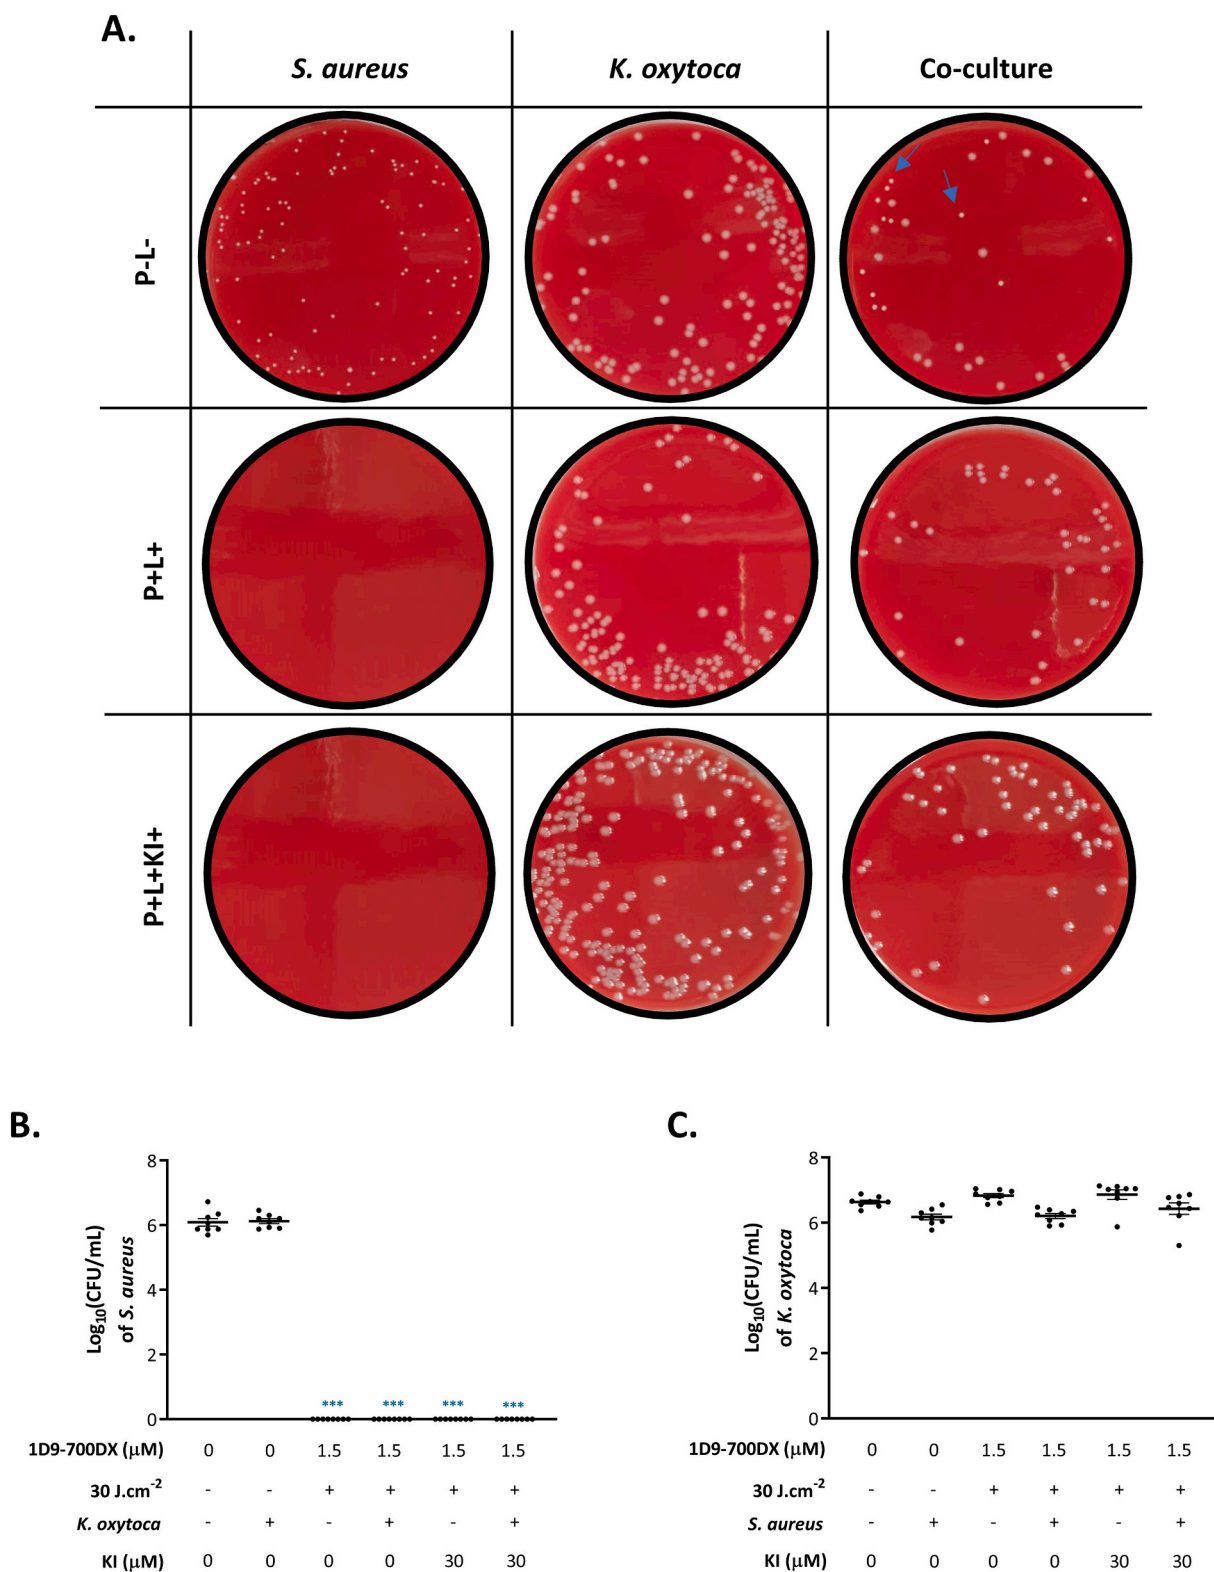 A.
S. aureus K. oxytoca Co-culture
P-L-
P+L+
P+L+KI+
B.
Log₁₀(CFU/mL)
of S. aureus
8
6
4
2
0
*** *** *** ***
1D9-700DX (μM) 0 0 1.5 1.5 1.5 1.5
30 J.cm⁻² - - + + + +
K. oxytoca - + - + - +
KI (μM) 0 0 0 0 30 30
C.
Log₁₀(CFU/mL)
of K. oxytoca
8
6
4
2
0
1D9-700DX (μM) 0 0 1.5 1.5 1.5 1.5
30 J.cm⁻² - - + + + +
S. aureus - + - + - +
KI (μM) 0 0 0 0 30 30